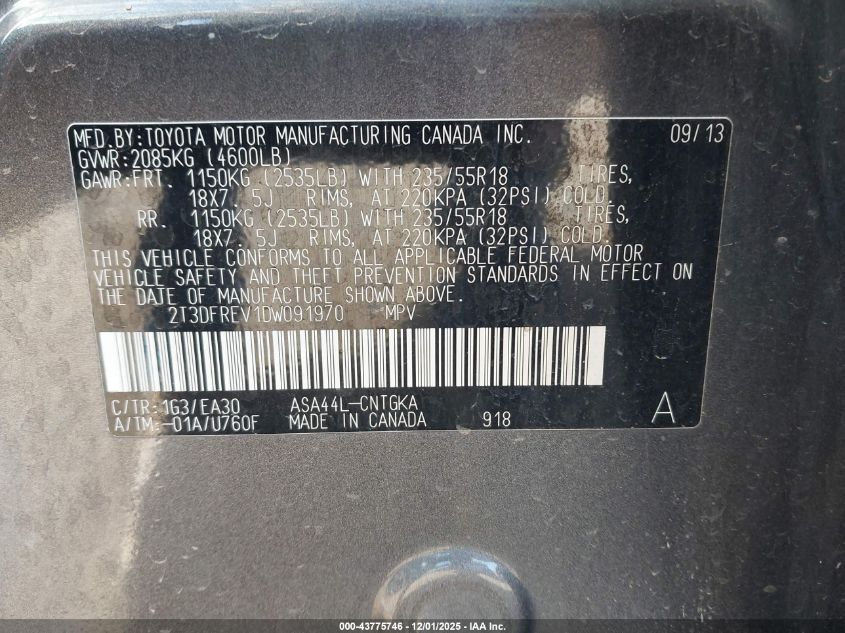 MFD.BY:TOYOTA MOTOR MANUFACTURING CANADA INC. 09/13
GVWR:2085KG (4600LB)
GAWR:FRT. 1150KG (2535LB) WITH 235/55R18 TIRES,
18X7 5J RIMS, AT 220KPA (32PSI) COLD.
RR. 1150KG (2535LB) WITH 235/55R18 TIRES,
18X7 5J RIMS, AT 220KPA (32PSI) COLD.
THIS VEHICLE CONFORMS TO ALL APPLICABLE FEDERAL MOTOR
VEHICLE SAFETY AND THEFT PREVENTION STANDARDS IN EFFECT ON
THE DATE OF MANUFACTURE SHOWN ABOVE.
2T3DFREV1DW091970 MPV
C/TR:1G3/EA30 ASA44L-CNTGKA A
A/TM:-01A/U760F MADE IN CANADA 918
000-43775746 - 12/01/2025 - IAA Inc.